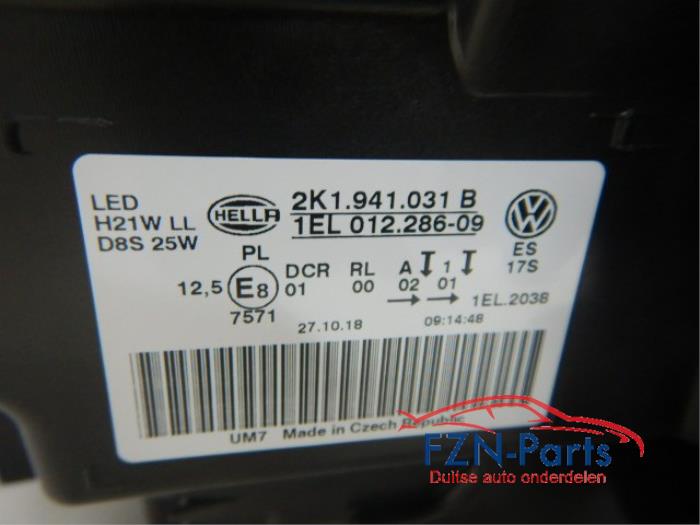 LED
H21W LL
D8S 25W
HELLA
2K1.941.031 B
1EL 012.286-09
ES
17S
PL
12,5 E8
7571
DCR RL A 1
01 00 02 01
1EL.2038
27.10.18 09:14:48
UM7 Made in Czech Republic
FZN-Parts
Duitse auto onderdelen